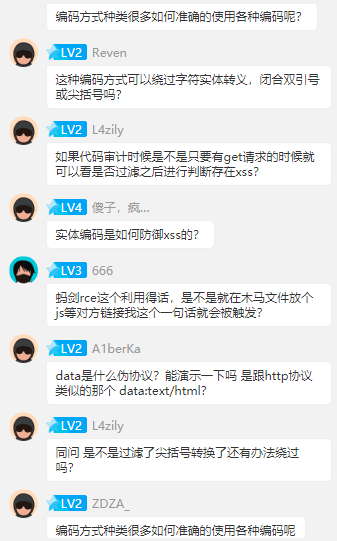 编码方式种类很多如何准确的使用各种编码呢？
LV2 Reven
这种编码方式可以绕过字符实体转义，闭合双引号
或尖括号吗？
LV2 L4zily
如果代码审计时候是不是只要有get请求的时候就
可以看是否过滤之后进行判断存在xss？
LV4 傻子，疯...
实体编码是如何防御xss的？
LV3 666
蚂剑rce这个利用得话，是不是就在木马文件放个
js等对方链接我这个一句话就会被触发？
LV2 A1berKa
data是什么伪协议？能演示一下吗 是跟http协议
类似的那个 data:text/html?
LV2 L4zily
同问 是不是过滤了尖括号转换了还有办法绕过
吗？
LV2 ZDZA_
编码方式种类很多如何准确的使用各种编码呢